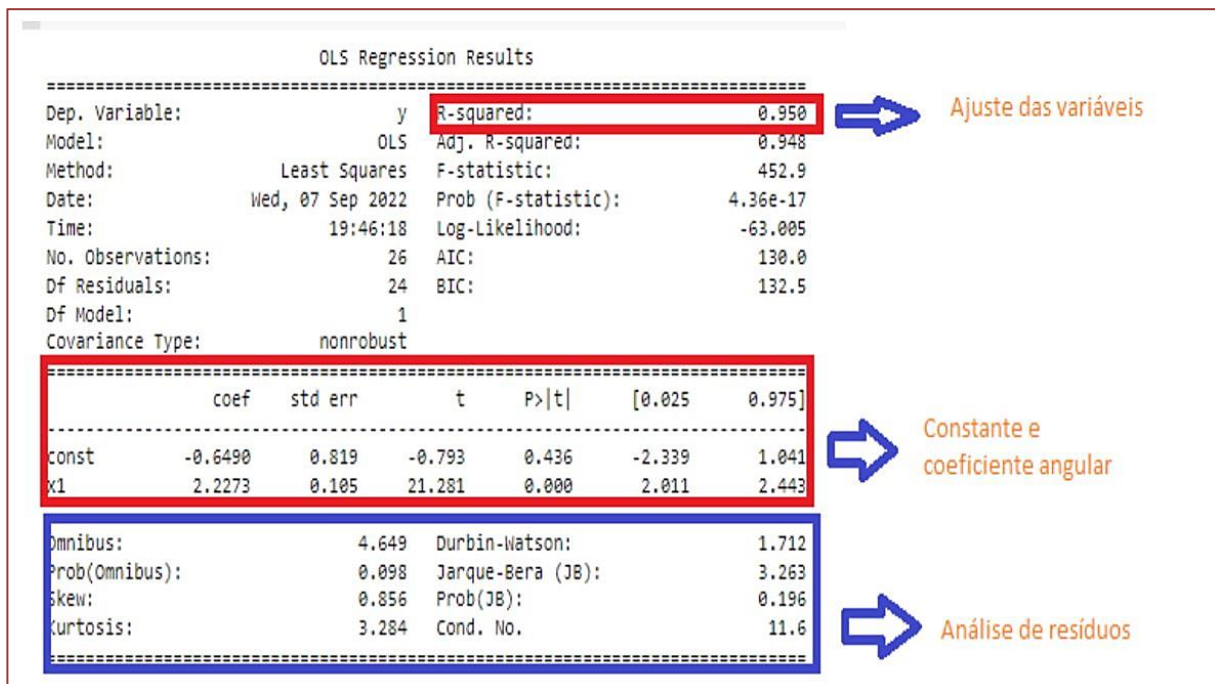 OLS Regression Results
Dep. Variable: y R-squared: 0.950
Ajuste das variáveis
Model: OLS Adj. R-squared: 0.948
Method: Least Squares F-statistic: 452.9
Date: Wed, 07 Sep 2022 Prob (F-statistic): 4.36e-17
Time: 19:46:18 Log-Likelihood: -63.005
No. Observations: 26 AIC: 130.0
Df Residuals: 24 BIC: 132.5
Df Model: 1
Covariance Type: nonrobust
coef std err t P>|t| [0.025 0.975]
const -0.6490 0.819 -0.793 0.436 -2.339 1.041
x1 2.2273 0.105 21.281 0.000 2.011 2.443
Constante e
coeficiente angular
Omnibus: 4.649 Durbin-Watson: 1.712
Prob(Omnibus): 0.098 Jarque-Bera (JB): 3.263
Skew: 0.856 Prob(JB): 0.196
Kurtosis: 3.284 Cond. No. 11.6
Análise de resíduos